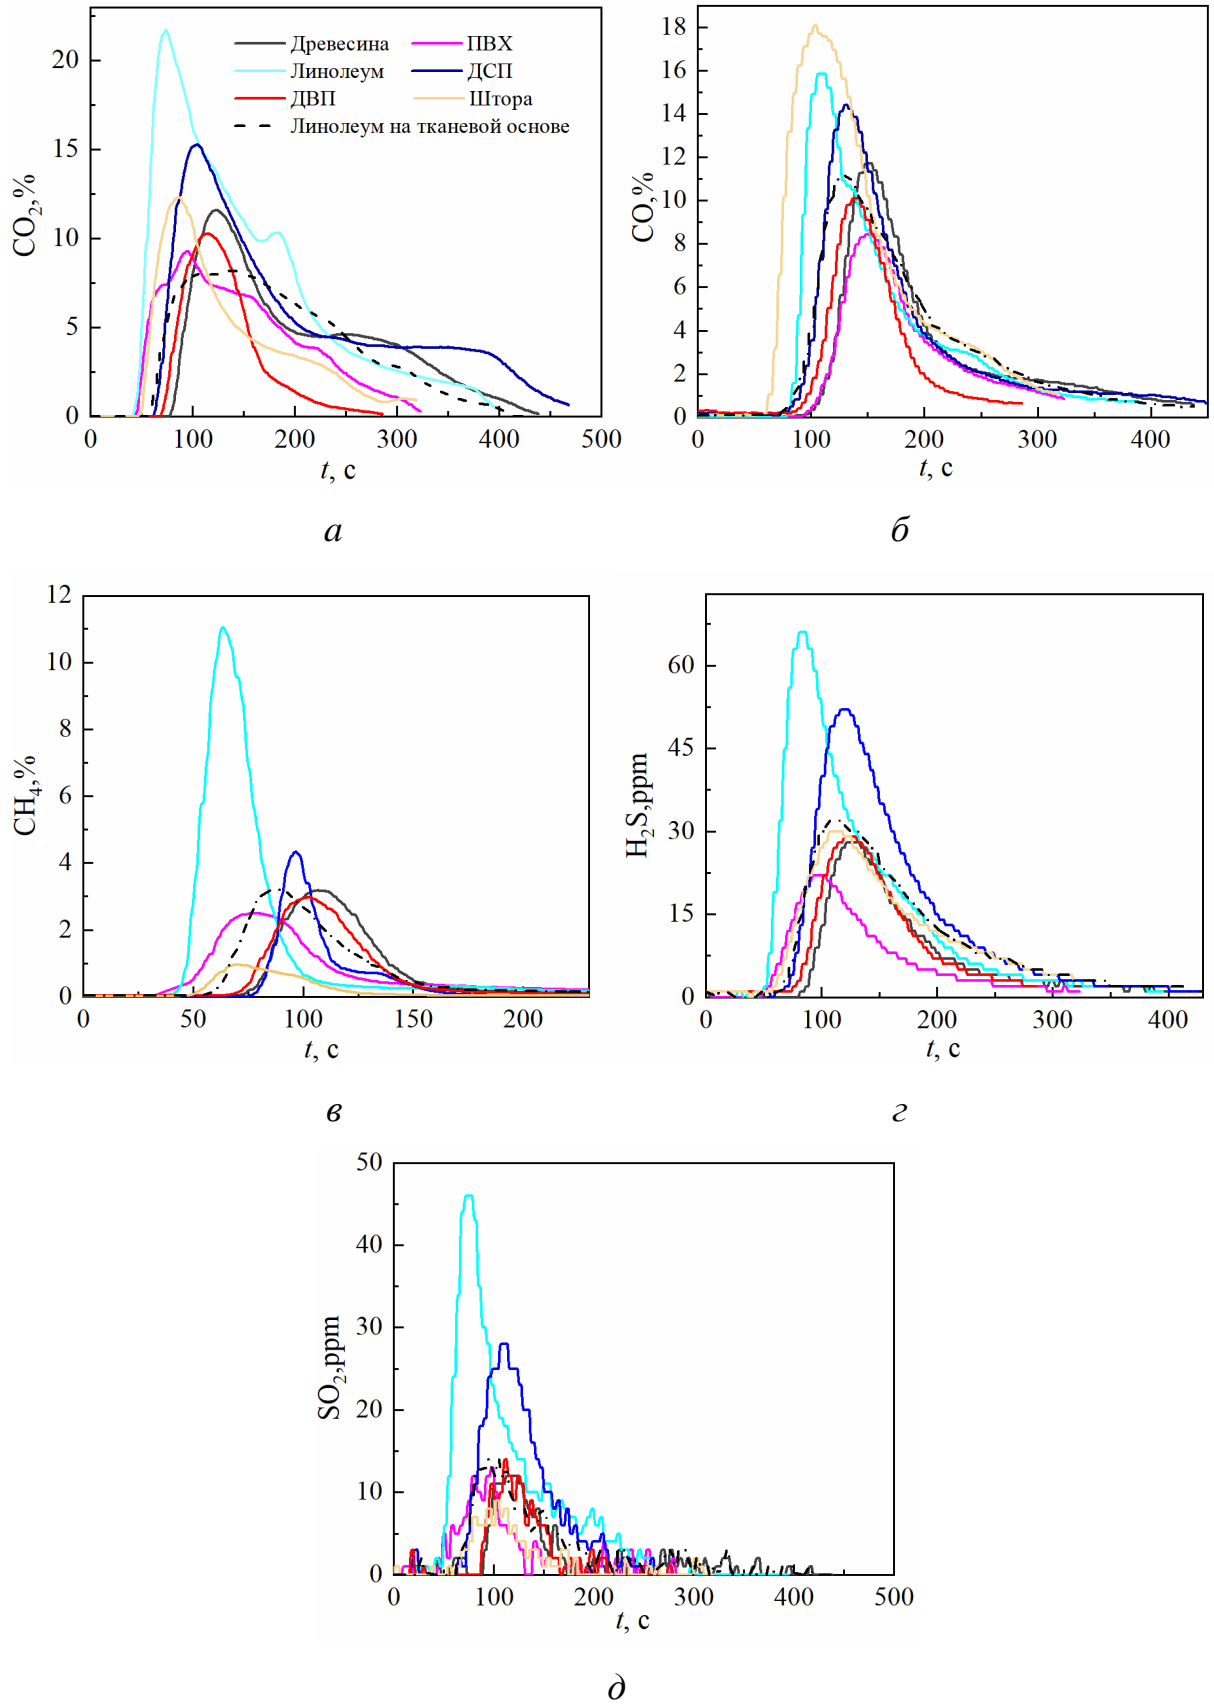 CO2,%
20
15
10
5
0
Древесина ПВХ
Линолеум ДСП
ДВП Штора
Линолеум на тканевой основе
0 100 200 300 400 500
t, с
а
CO,%
18
16
14
12
10
8
6
4
2
0
0 100 200 300 400
t, с
б
CH4,%
12
10
8
6
4
2
0
0 50 100 150 200
t, с
в
H2S,ppm
60
45
30
15
0
0 100 200 300 400
t, с
г
SO2,ppm
50
40
30
20
10
0
0 100 200 300 400 500
t, с
д